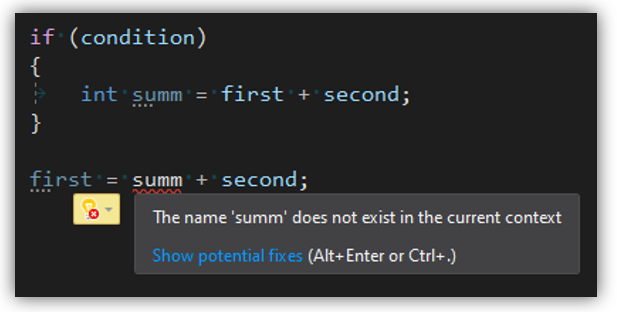 if (condition)
{
int summ = first + second;
}
first = summ + second;
The name 'summ' does not exist in the current context
Show potential fixes (Alt+Enter or Ctrl+.)